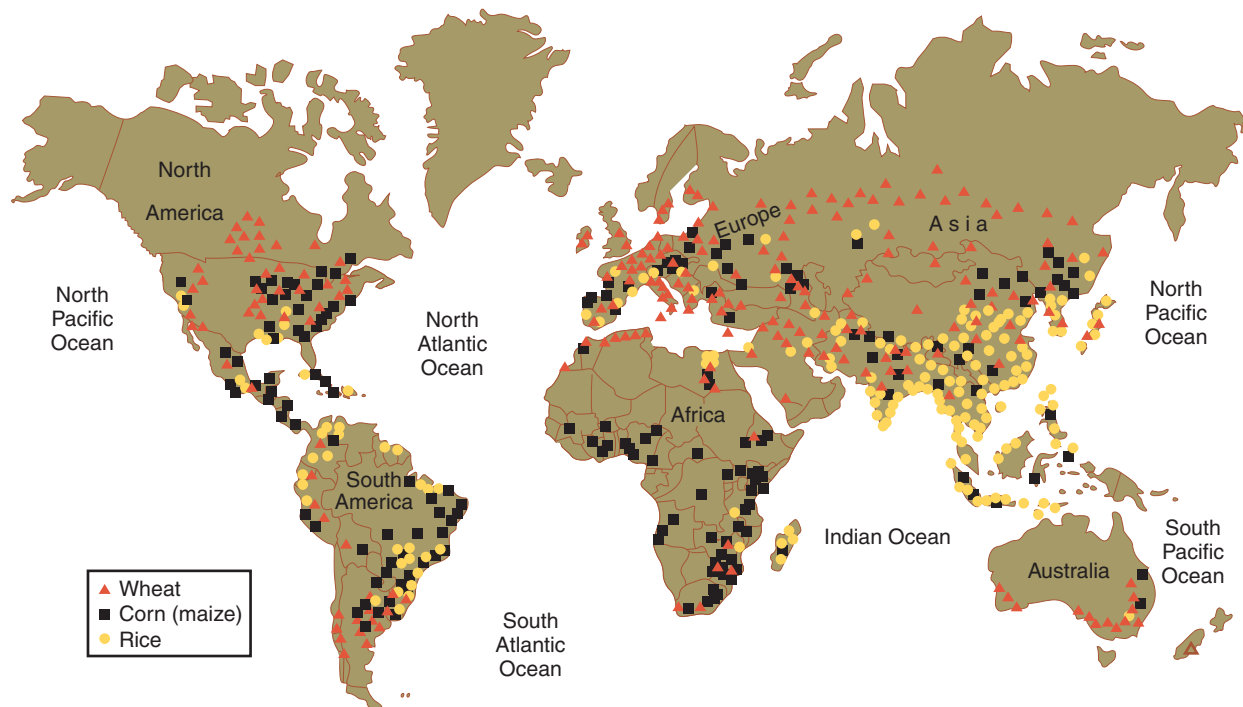 North
America
Europe
Asia
North
Pacific
Ocean
North
Atlantic
Ocean
North
Pacific
Ocean
Africa
South
America
Indian Ocean
South
Pacific
Ocean
Australia
Wheat
Corn (maize)
Rice
South
Atlantic
Ocean